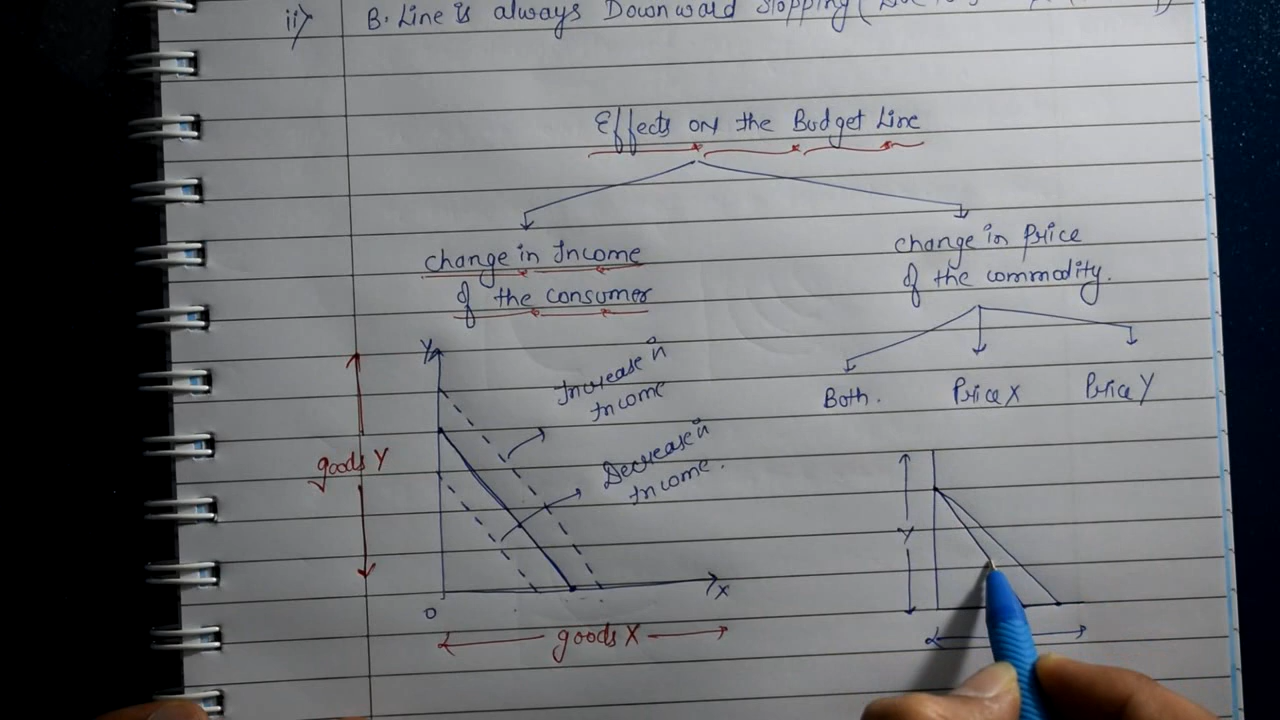 ii) B. Line is always Downward Slopping (
Effects on the Budget Line
change in Income
of the consumer
change in Price
of the commodity.
Both.
Price X
Price Y
Y
Increase in
Income
Decrease in
Income.
goods Y
Y
O
X
goods X